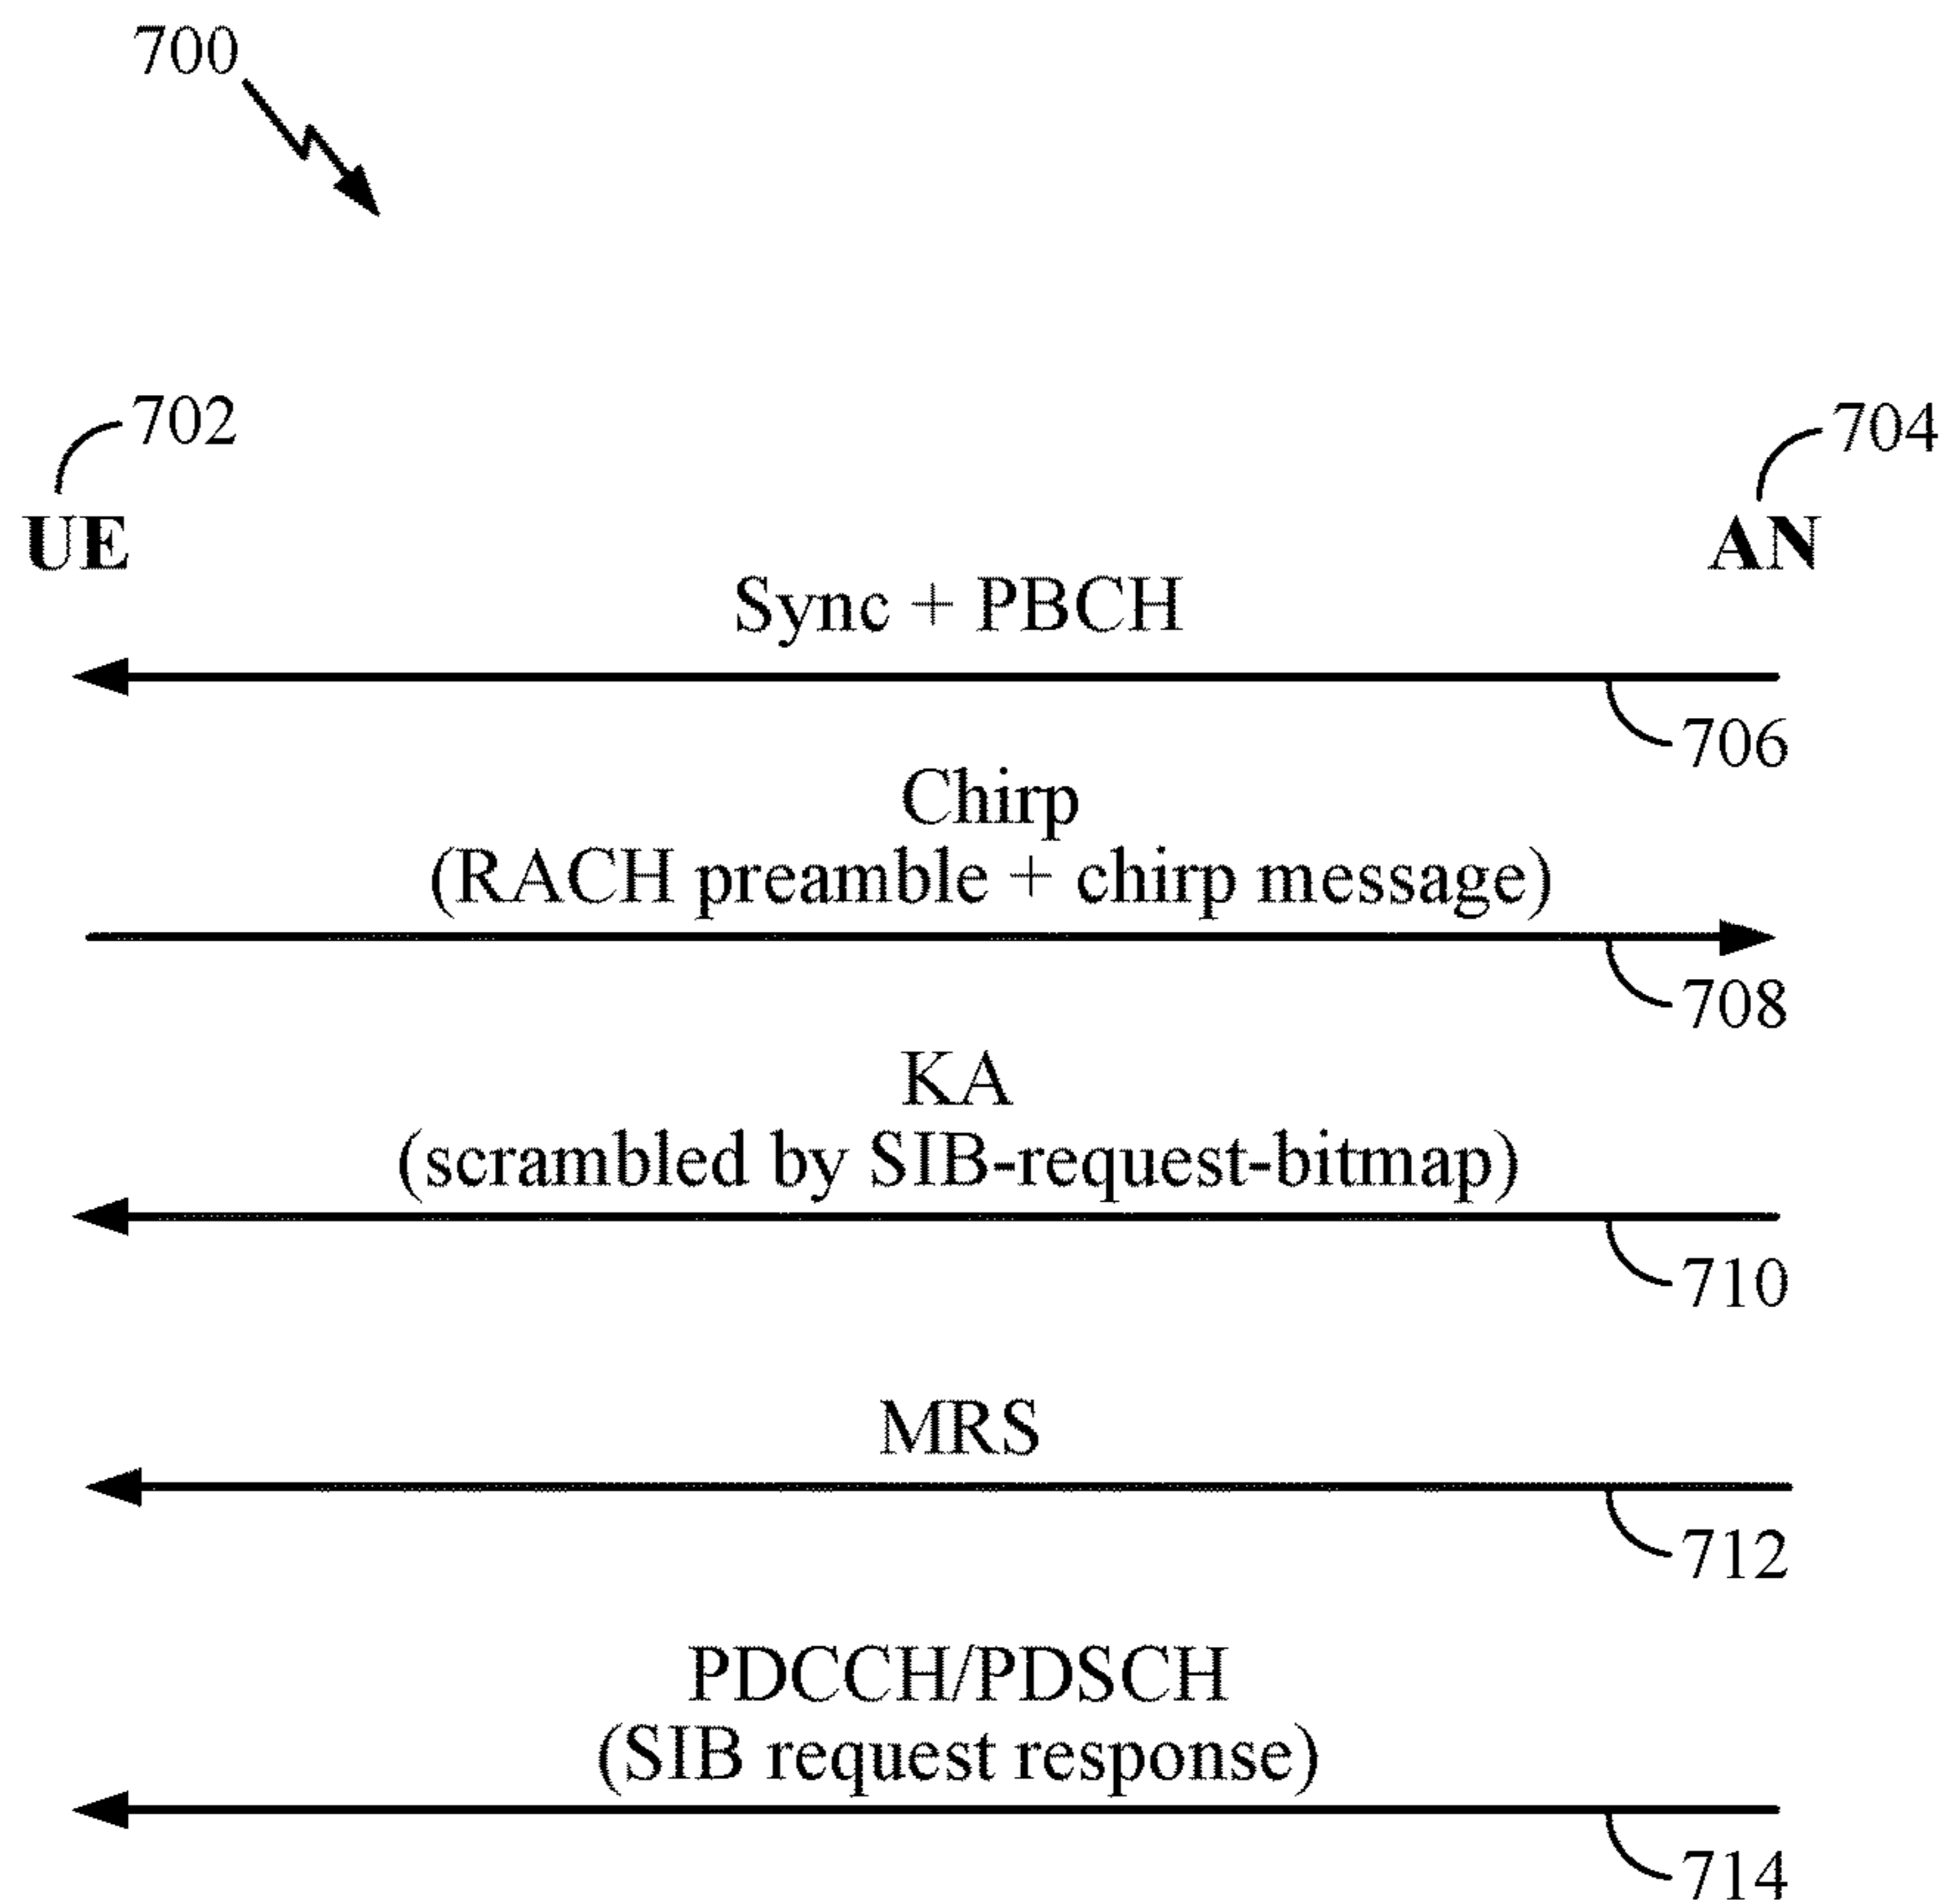 700
702
704
UE
AN
Sync + PBCH
706
Chirp
(RACH preamble + chirp message)
708
KA
(scrambled by SIB-request-bitmap)
710
MRS
712
PDCCH/PDSCH
(SIB request response)
714